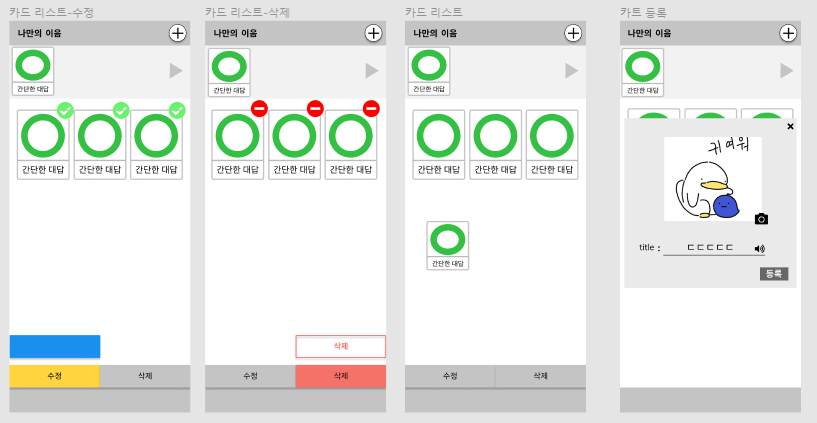 카드 리스트-수정
나만의 이음
간단한 대답
간단한 대답 간단한 대답 간단한 대답
수정 삭제
카드 리스트-삭제
나만의 이음
간단한 대답
간단한 대답 간단한 대답 간단한 대답
삭제
수정 삭제
카드 리스트
나만의 이음
간단한 대답
간단한 대답 간단한 대답 간단한 대답
간단한 대답
수정 삭제
카트 등록
나만의 이음
간단한 대답
귀여워
title : ㄷㄷㄷㄷㄷ
등록